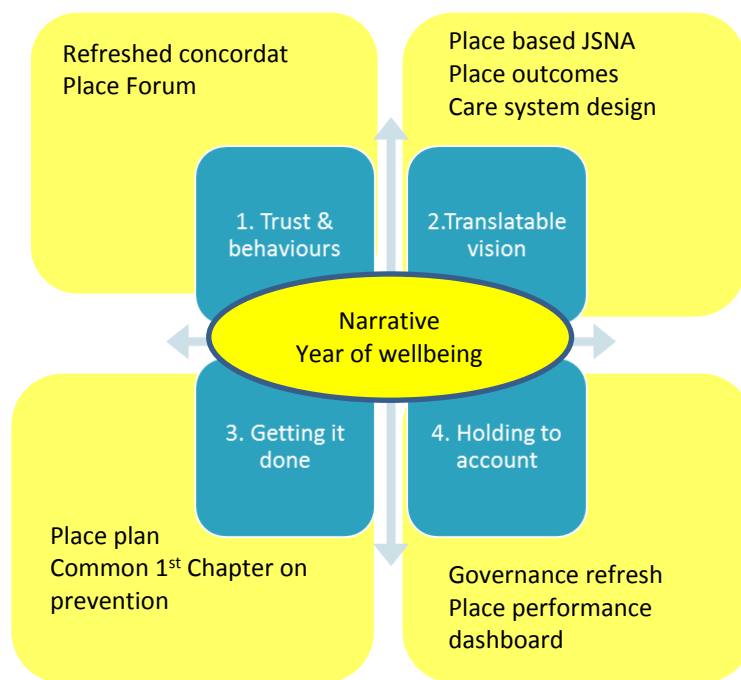 Refreshed concordat
Place Forum
Place based JSNA
Place outcomes
Care system design
1. Trust &
behaviours
2.Translatable
vision
Narrative
Year of wellbeing
3. Getting it
done
4. Holding to
account
Place plan
Common 1st Chapter on
prevention
Governance refresh
Place performance
dashboard